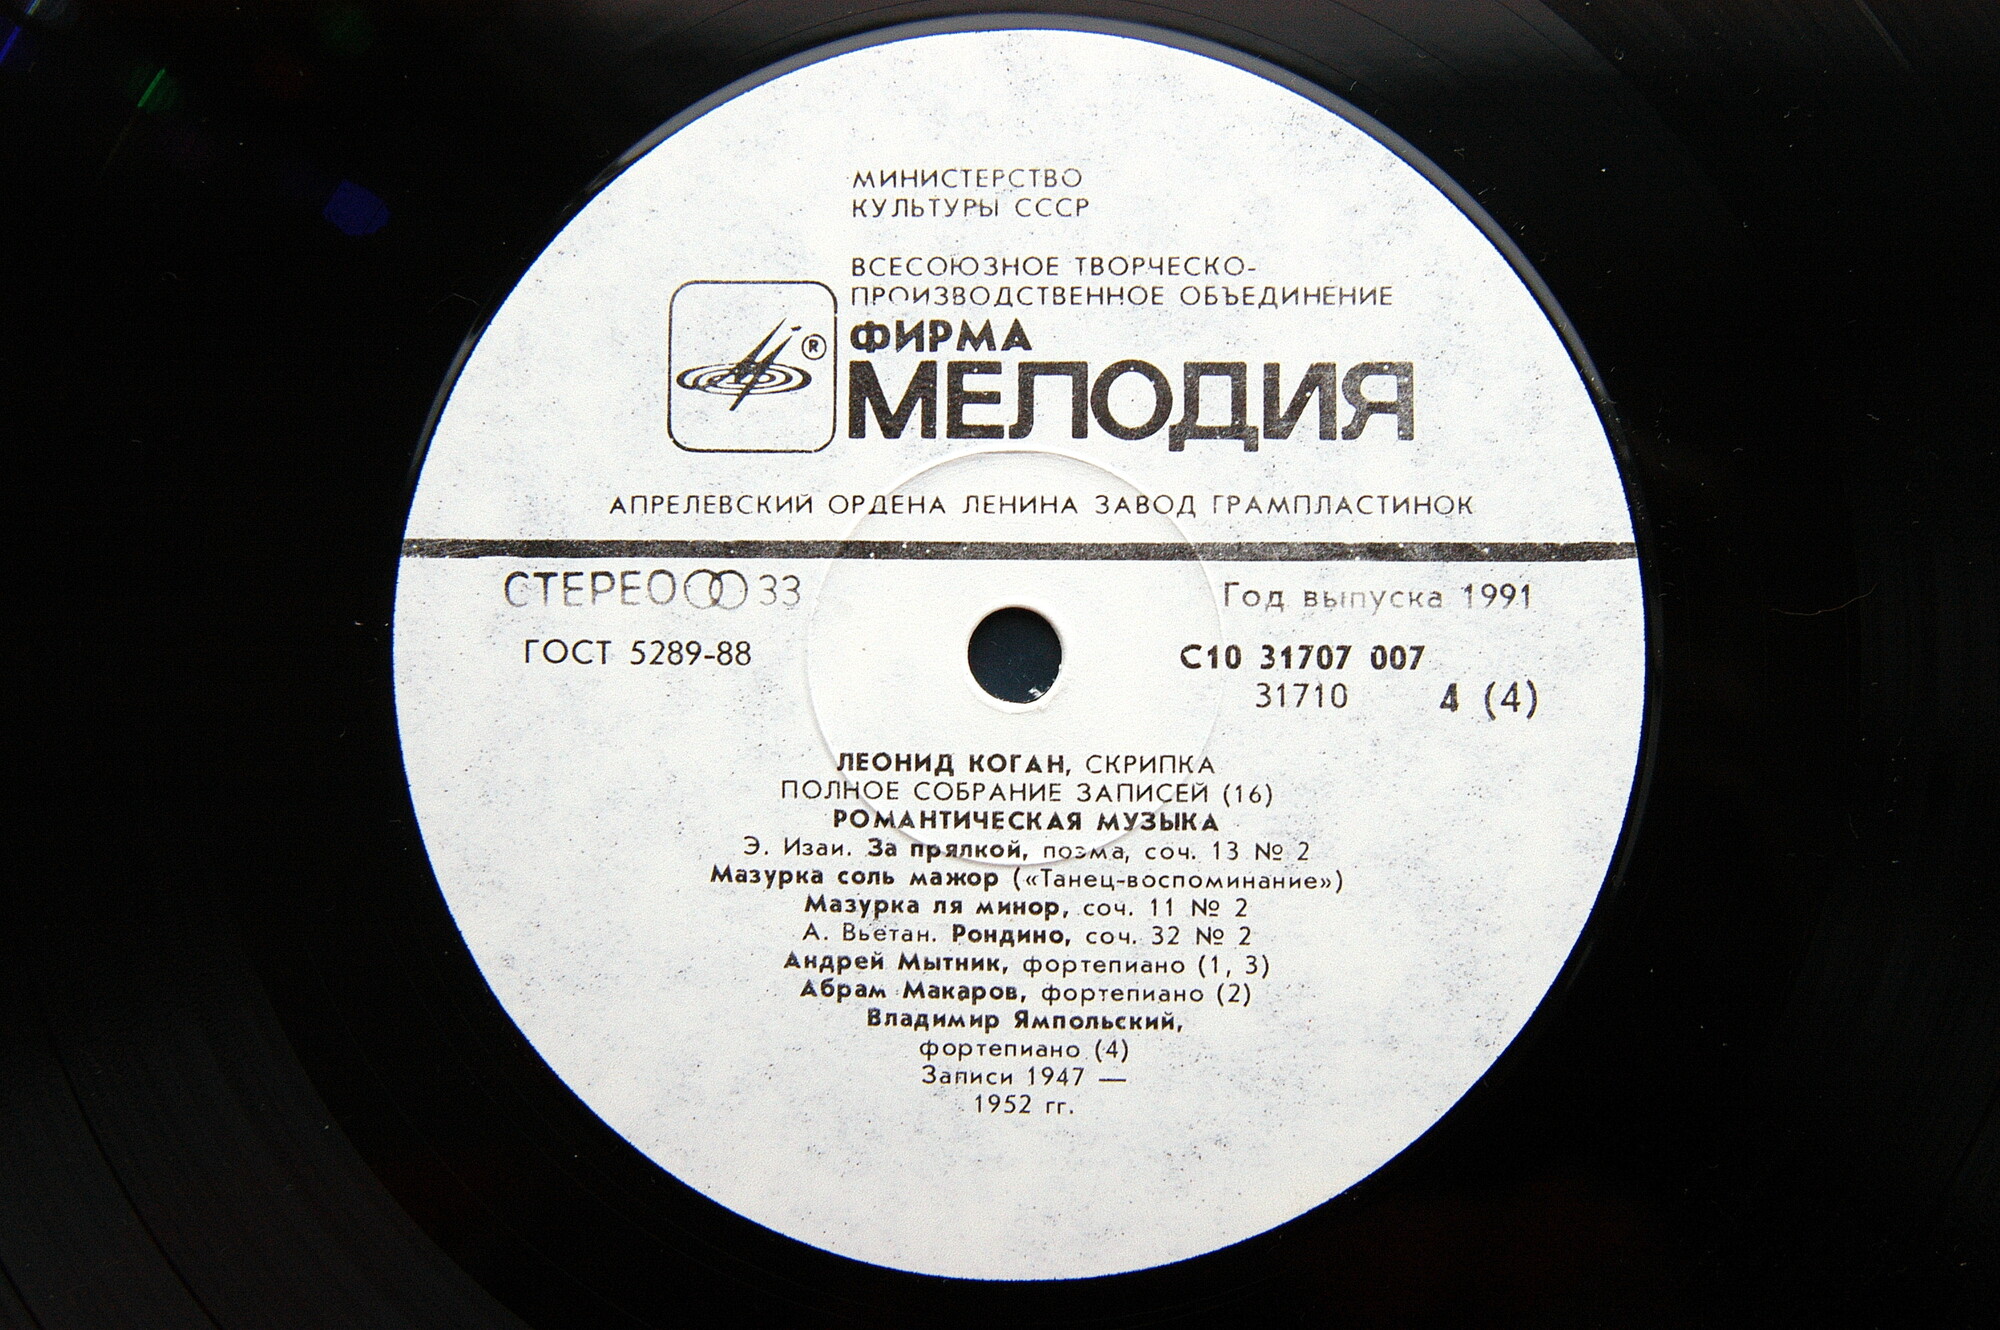 МИНИСТЕРСТВО
КУЛЬТУРЫ СССР
ВСЕСОЮЗНОЕ ТВОРЧЕСКО-
ПРОИЗВОДСТВЕННОЕ ОБЪЕДИНЕНИЕ
ФИРМА
®
МЕЛОДИЯ
АПРЕЛЕВСКИЙ ОРДЕНА ЛЕНИНА ЗАВОД ГРАМПЛАСТИНОК
СТЕРЕО 33
Год выпуска 1991
ГОСТ 5289-88
С10 31707 007
31710 4 (4)
ЛЕОНИД КОГАН, СКРИПКА
ПОЛНОЕ СОБРАНИЕ ЗАПИСЕЙ (16)
РОМАНТИЧЕСКАЯ МУЗЫКА
Э. Изаи. За прялкой, поэма, соч. 13 № 2
Мазурка соль мажор («Танец-воспоминание»)
Мазурка ля минор, соч. 11 № 2
А. Вьетан. Рондино, соч. 32 № 2
Андрей Мытник, фортепиано (1, 3)
Абрам Макаров, фортепиано (2)
Владимир Ямпольский,
фортепиано (4)
Записи 1947 —
1952 гг.